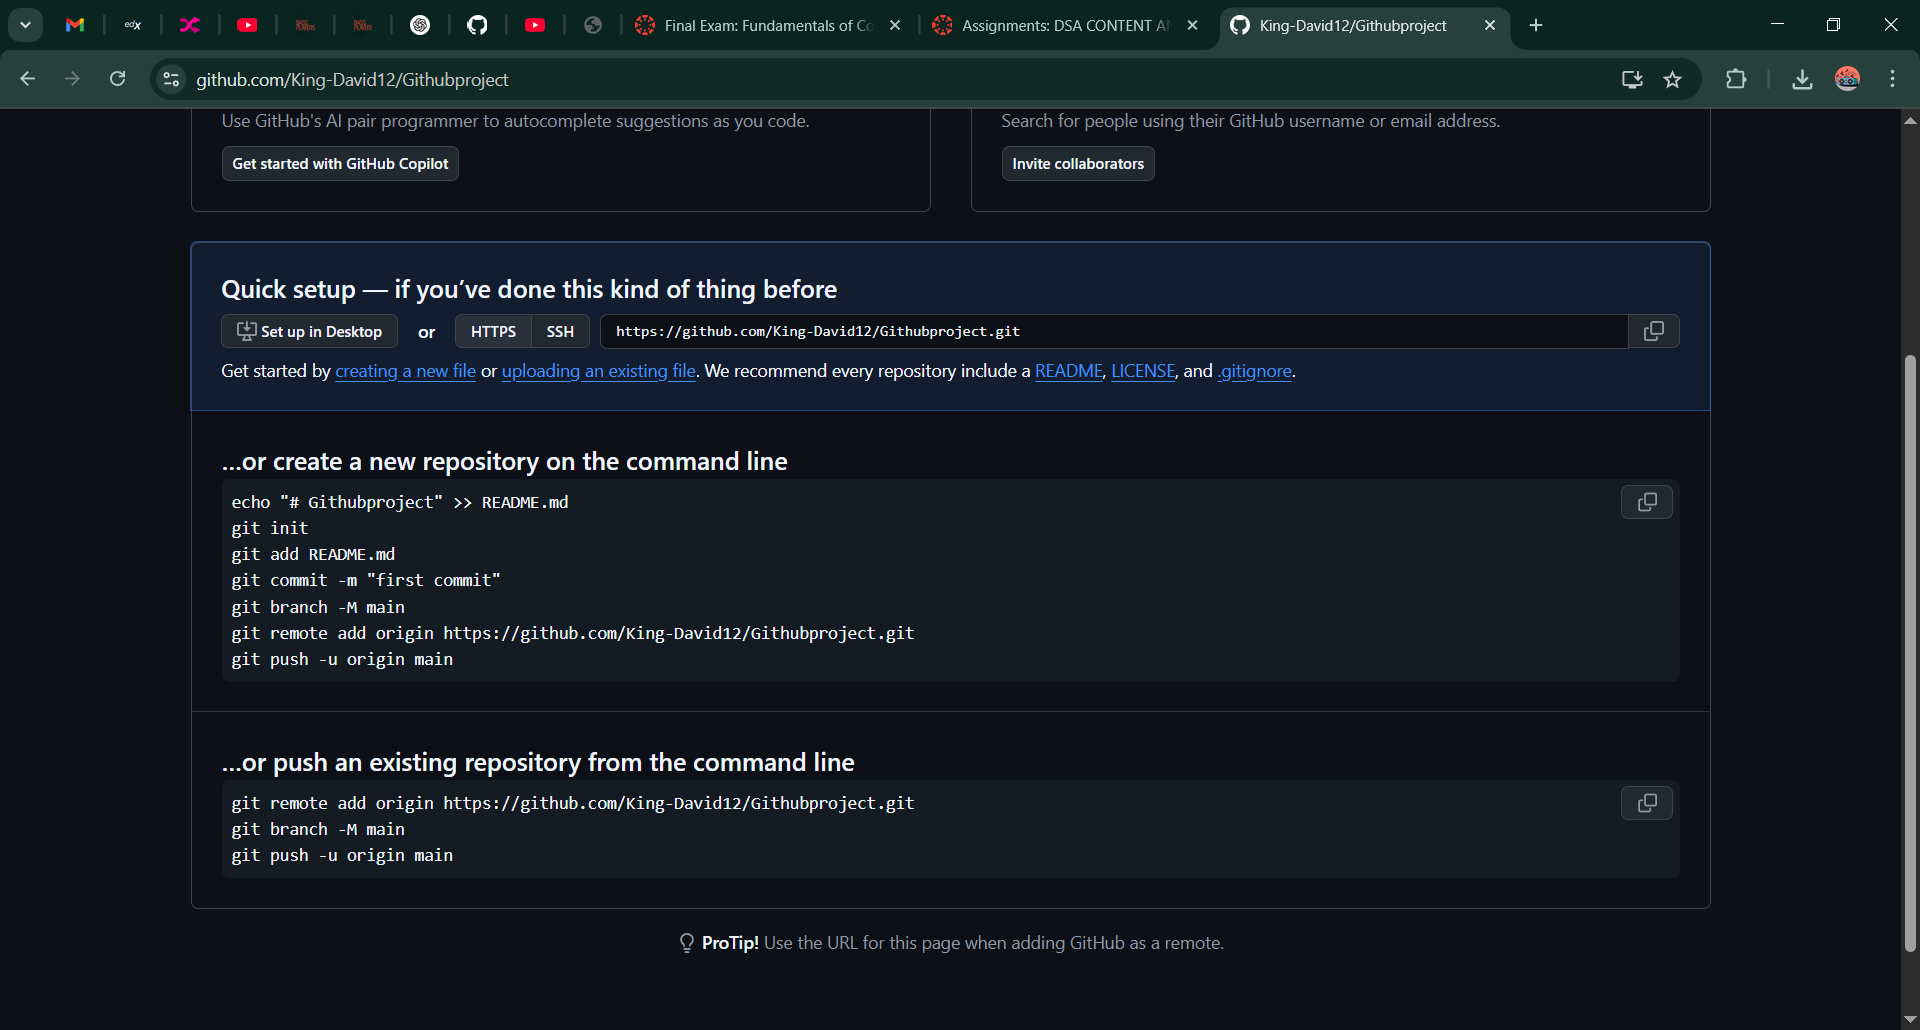 edX
Final Exam: Fundamentals of Co
Assignments: DSA CONTENT AN
King-David12/Githubproject
github.com/King-David12/Githubproject
Use GitHub's AI pair programmer to autocomplete suggestions as you code.
Get started with GitHub Copilot
Search for people using their GitHub username or email address.
Invite collaborators
Quick setup — if you’ve done this kind of thing before
Set up in Desktop or HTTPS SSH https://github.com/King-David12/Githubproject.git
Get started by creating a new file or uploading an existing file. We recommend every repository include a README, LICENSE, and .gitignore.
…or create a new repository on the command line
echo "# Githubproject" >> README.md
git init
git add README.md
git commit -m "first commit"
git branch -M main
git remote add origin https://github.com/King-David12/Githubproject.git
git push -u origin main
…or push an existing repository from the command line
git remote add origin https://github.com/King-David12/Githubproject.git
git branch -M main
git push -u origin main
ProTip! Use the URL for this page when adding GitHub as a remote.